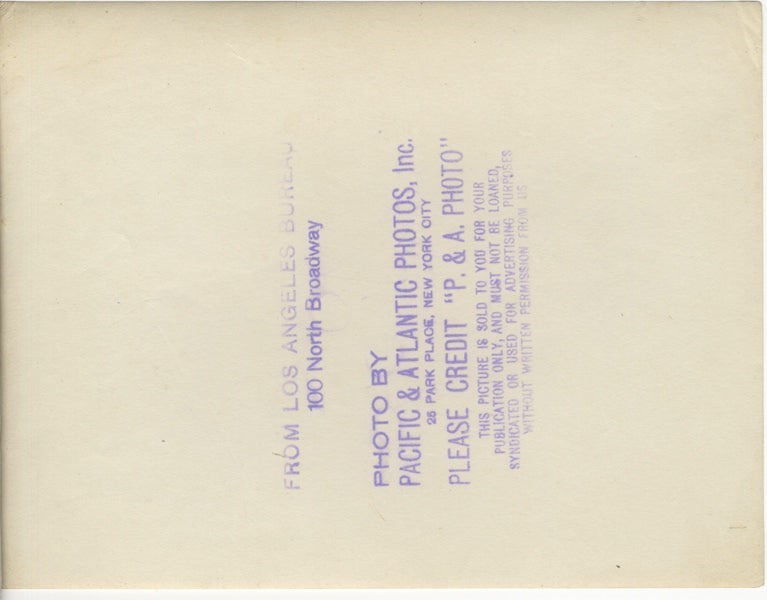 FROM LOS ANGELES BUREAU
100 North Broadway
PHOTO BY
PACIFIC & ATLANTIC PHOTOS, Inc.
25 PARK PLACE, NEW YORK CITY
PLEASE CREDIT "P. & A. PHOTO"
THIS PICTURE IS SOLD TO YOU FOR YOUR
PUBLICATION ONLY, AND MUST NOT BE LOANED,
SYNDICATED OR USED FOR ADVERTISING PURPOSES
WITHOUT WRITTEN PERMISSION FROM US